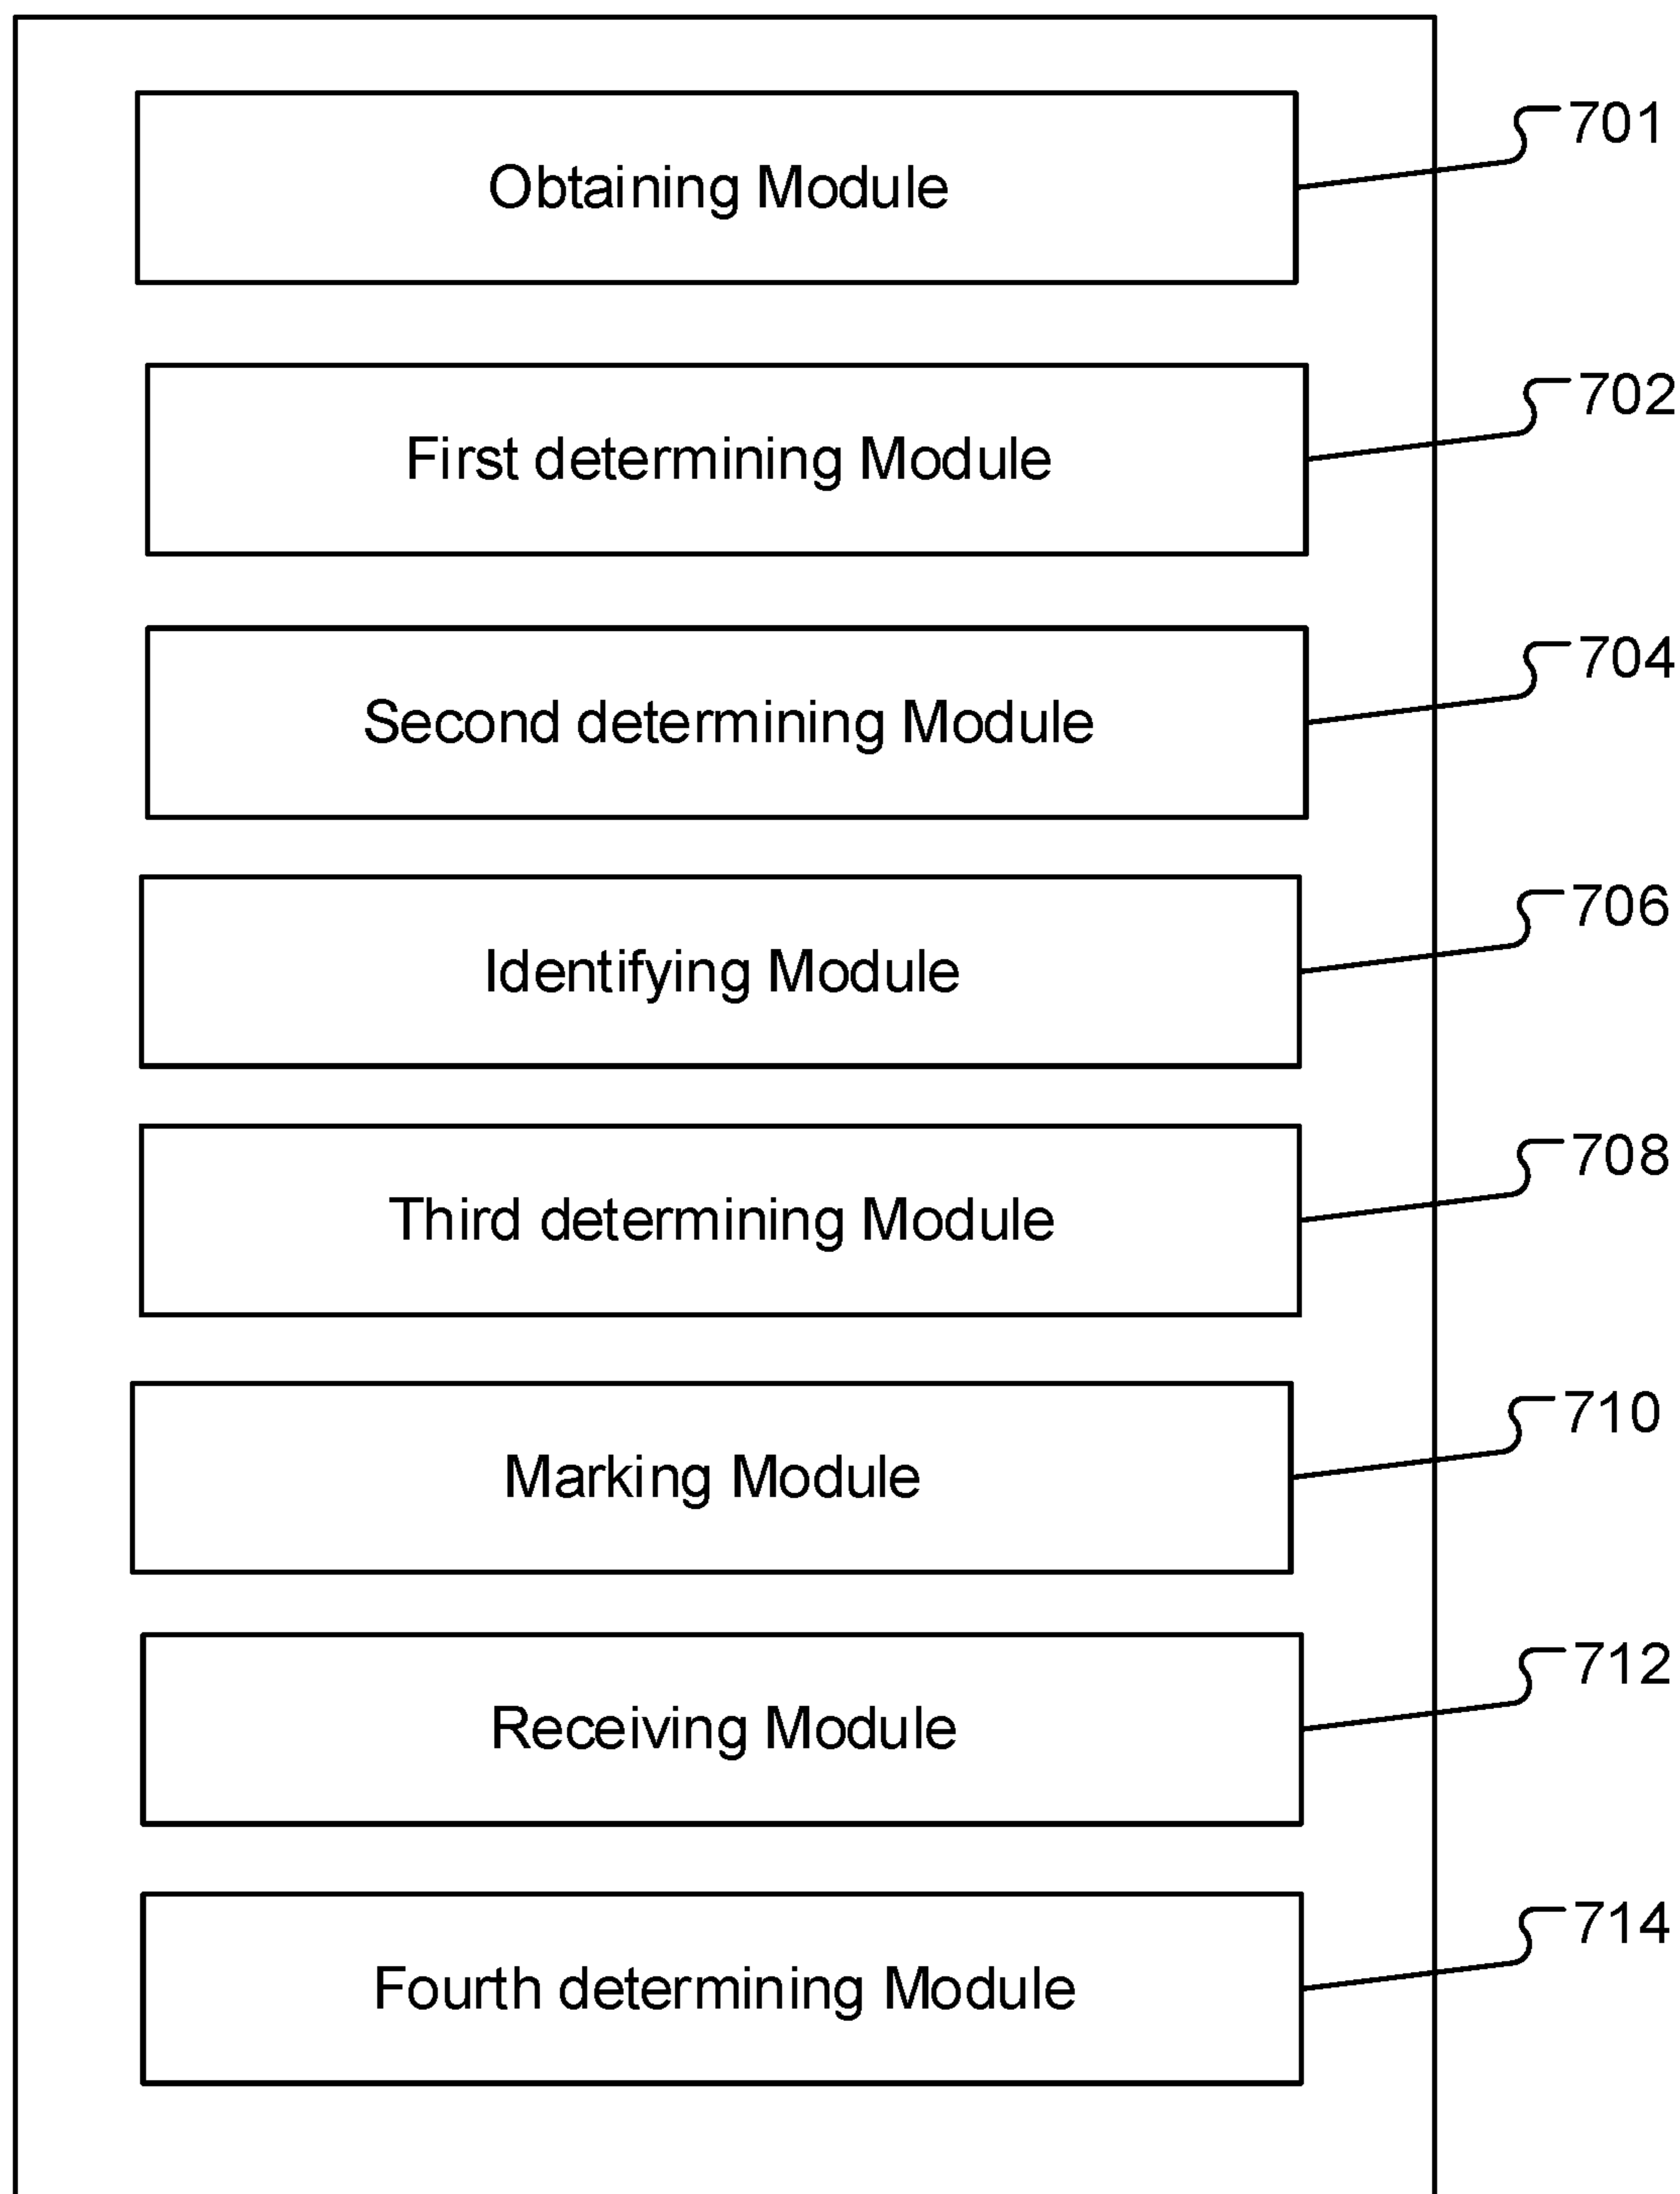 Obtaining Module
701
First determining Module
702
Second determining Module
704
Identifying Module
706
Third determining Module
708
Marking Module
710
Receiving Module
712
Fourth determining Module
714